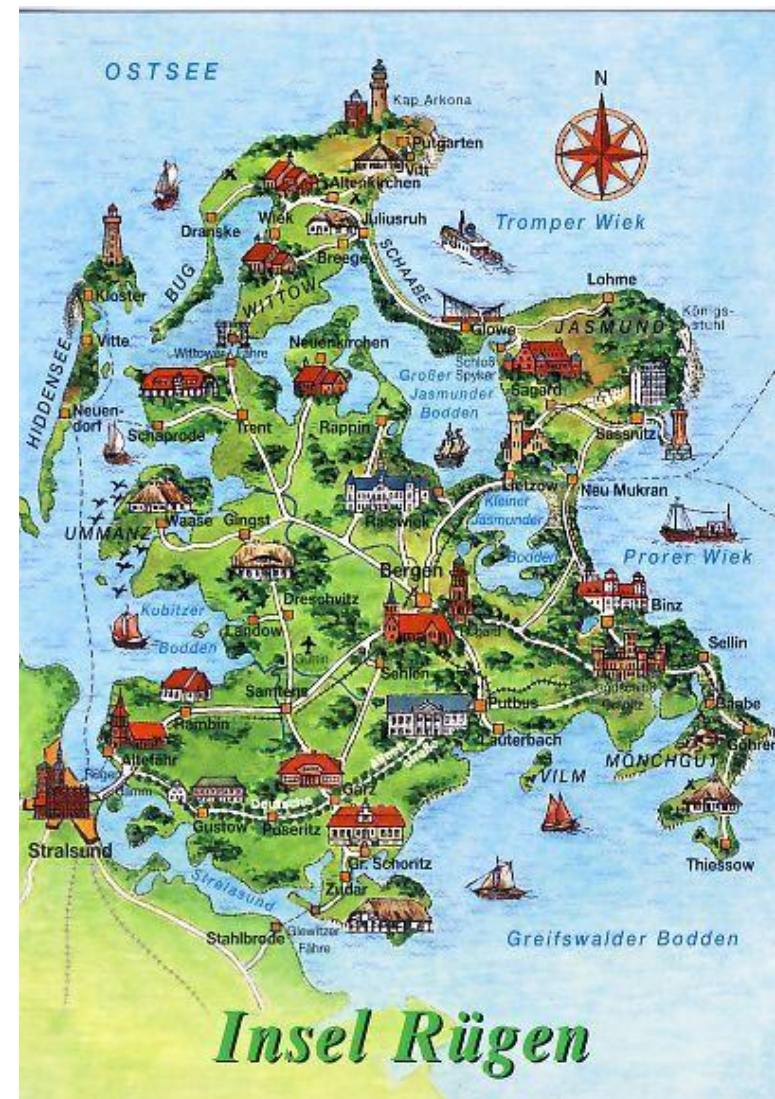 OSTSEE
N
Kap Arkona
Putgarten
Vitt
Altenkirchen
Dranske
Wiek
Juliusruh
Tromper Wiek
Breege
SCHAABE
BUG
WITTOW
Lohme
Kloster
Königs-
stuhl
Glowe
JASMUND
Vitte
Wittower Fähre
Neuenkirchen
Schloß
Spyker
Großer
Jasmunder
Bodden
Sagard
HIDDENSEE
Neuen-
dorf
Schaprode
Trent
Rappin
Sassnitz
Lietzow
Neu Mukran
Kleiner
Jasmunder
Bodden
UMMANZ
Waase
Gingst
Ralswiek
Prorer Wiek
Bergen
Binz
Dreschvitz
Kubitzer
Bodden
Landow
Güttin
Sehlen
Sellin
Samtens
Rambin
Putbus
Baabe
Lauterbach
MÖNCHGUT
Göhren
Altefähr
VILM
Garz
Deutsche
Gustow
Poseritz
Stralsund
Gr. Schoritz
Thiessow
Zudar
Strelasund
Stahlbrode
Glewitzer
Fähre
Greifswalder Bodden
Insel Rügen